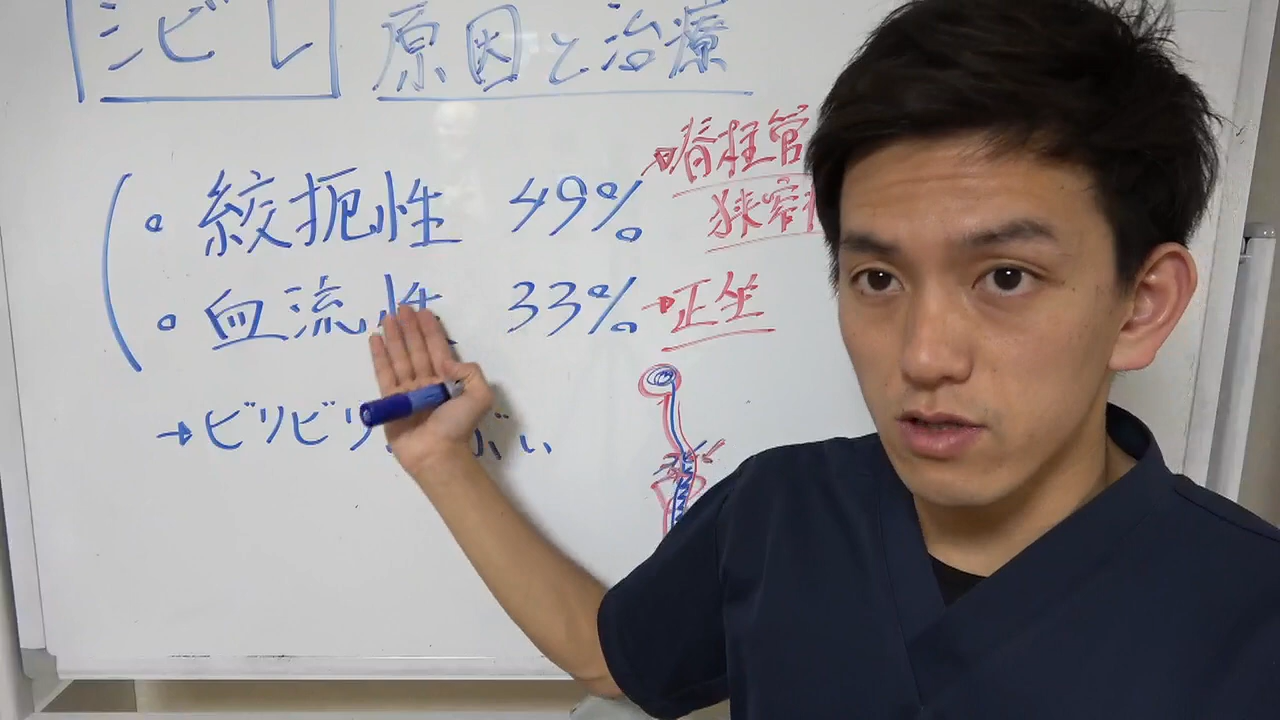 シビレ 原因と治療
・絞扼性 49% →脊柱管
狭窄
・血流性 33% →正坐
→ビリビリ